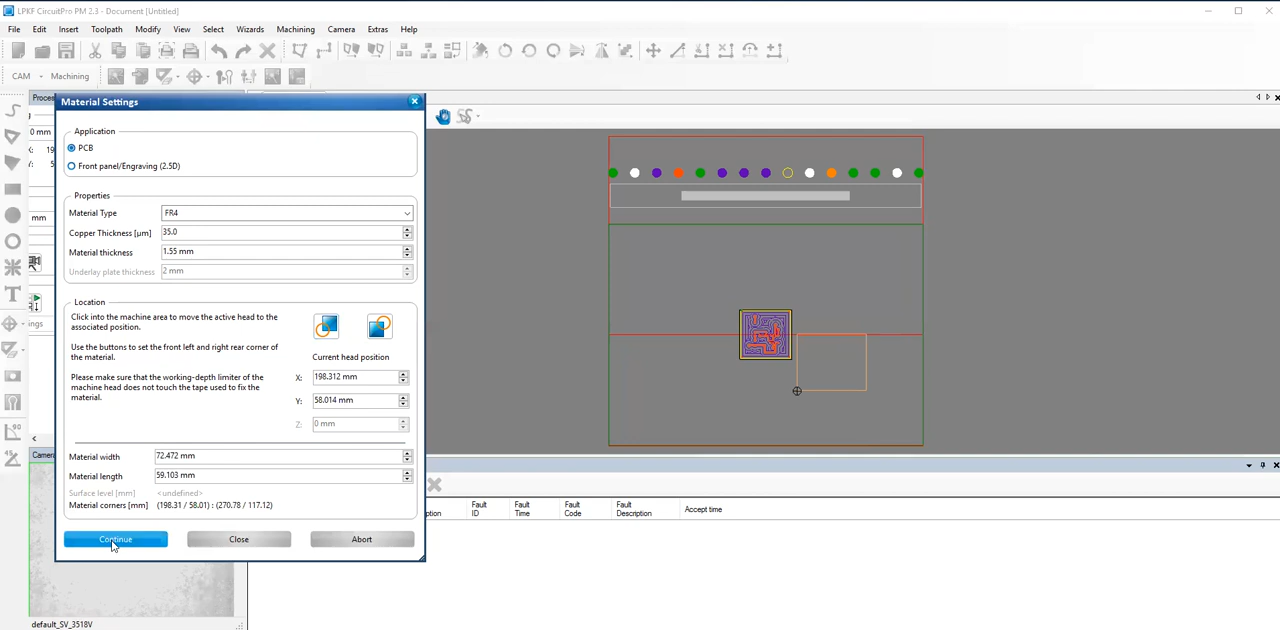 LPKF CircuitPro PM 2.3 - Document [Untitled]
File Edit Insert Toolpath Modify View Select Wizards Machining Camera Extras Help
CAM Machining
Proces
Material Settings
0 mm
mm
ngs
Application
PCB
Front panel/Engraving (2.5D)
Properties
Material Type FR4
Copper Thickness [µm] 35.0
Material thickness 1.55 mm
Underlay plate thickness 2 mm
Location
Click into the machine area to move the active head to the
associated position.
Use the buttons to set the front left and right rear corner of
the material.
Please make sure that the working-depth limiter of the
machine head does not touch the tape used to fix the
material.
Current head position
X: 198.312 mm
Y: 58.014 mm
Z: 0 mm
Material width 72.472 mm
Material length 59.103 mm
Surface level [mm] <undefined>
Material corners [mm] (198.31 / 58.01) : (270.78 / 117.12)
Continue Close Abort
Camera
ption
Fault
ID
Fault
Time
Fault
Code
Fault
Description
Accept time
default_SV_3518V